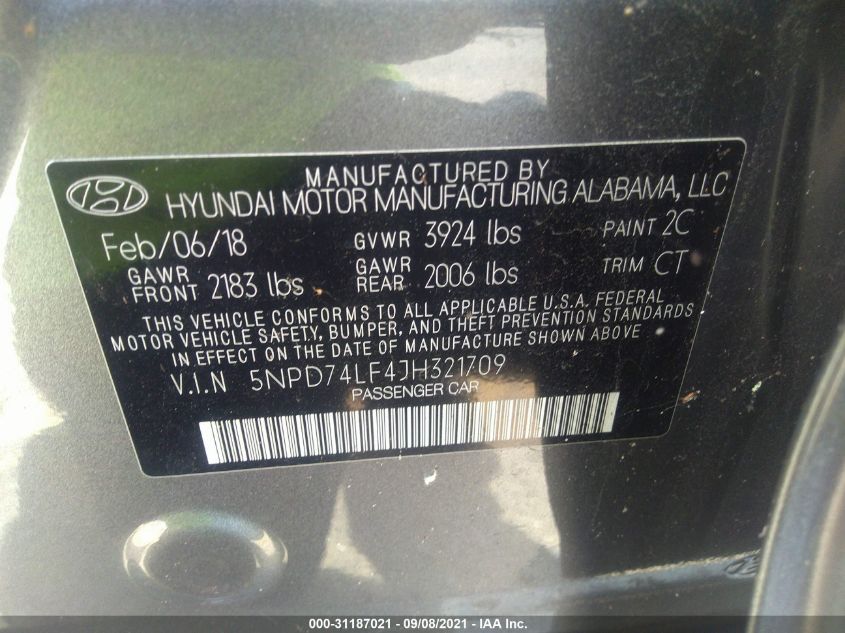 MANUFACTURED BY
HYUNDAI MOTOR MANUFACTURING ALABAMA, LLC
Feb/06/18 GVWR 3924 lbs PAINT 2C
GAWR FRONT 2183 lbs GAWR REAR 2006 lbs TRIM CT
THIS VEHICLE CONFORMS TO ALL APPLICABLE U.S.A. FEDERAL
MOTOR VEHICLE SAFETY, BUMPER, AND THEFT PREVENTION STANDARDS
IN EFFECT ON THE DATE OF MANUFACTURE SHOWN ABOVE
V.I.N 5NPD74LF4JH321709
PASSENGER CAR
000-31187021 - 09/08/2021 - IAA Inc.